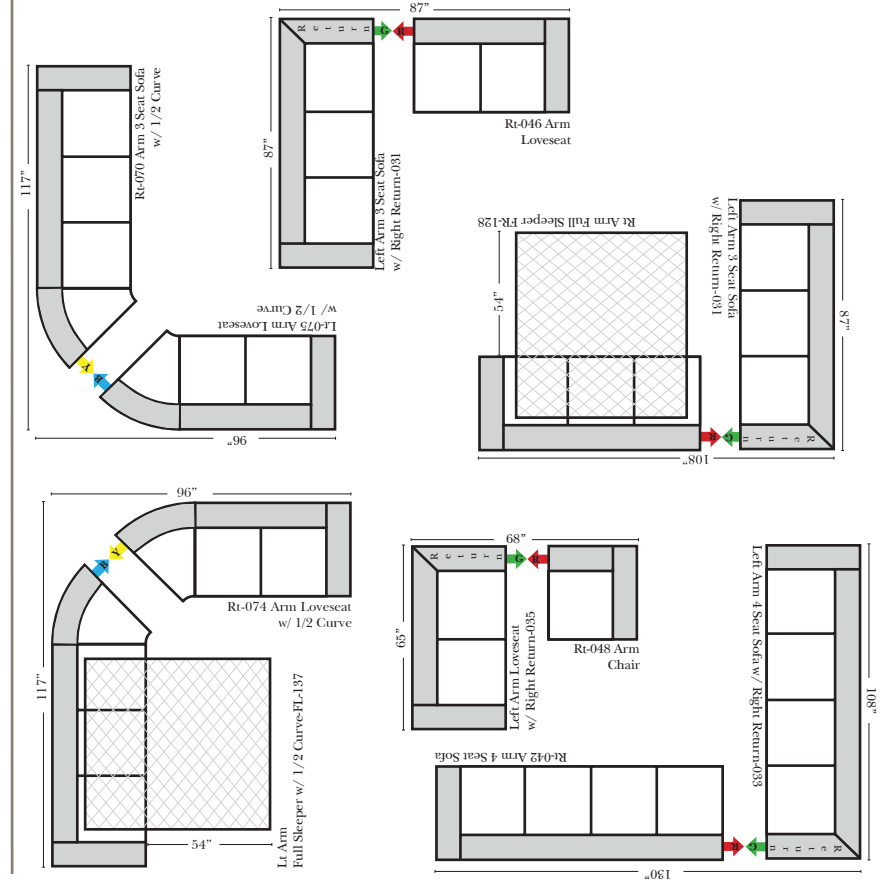 117”
Rt-070 Arm 3 Seat Sofa
w/ 1/2 Curve
Y
B
Lt-075 Arm Loveseat
w/ 1/2 Curve
96”
87”
87”
Return
G
R
Left Arm 3 Seat Sofa
w/ Right Return-031
Rt-046 Arm
Loveseat
Rt Arm Full Sleeper FR-128
54”
R
G
Return
Left Arm 3 Seat Sofa
w/ Right Return-031
87”
108”
96”
117”
B
Y
Rt-074 Arm Loveseat
w/ 1/2 Curve
54”
Lt Arm
Full Sleeper w/ 1/2 Curve-FL-137
68”
65”
Return
G
R
Left Arm Loveseat
w/ Right Return-035
Rt-048 Arm
Chair
Rt-042 Arm 4 Seat Sofa
R
G
Return
Left Arm 4 Seat Sofa w/ Right Return-033
108”
130”